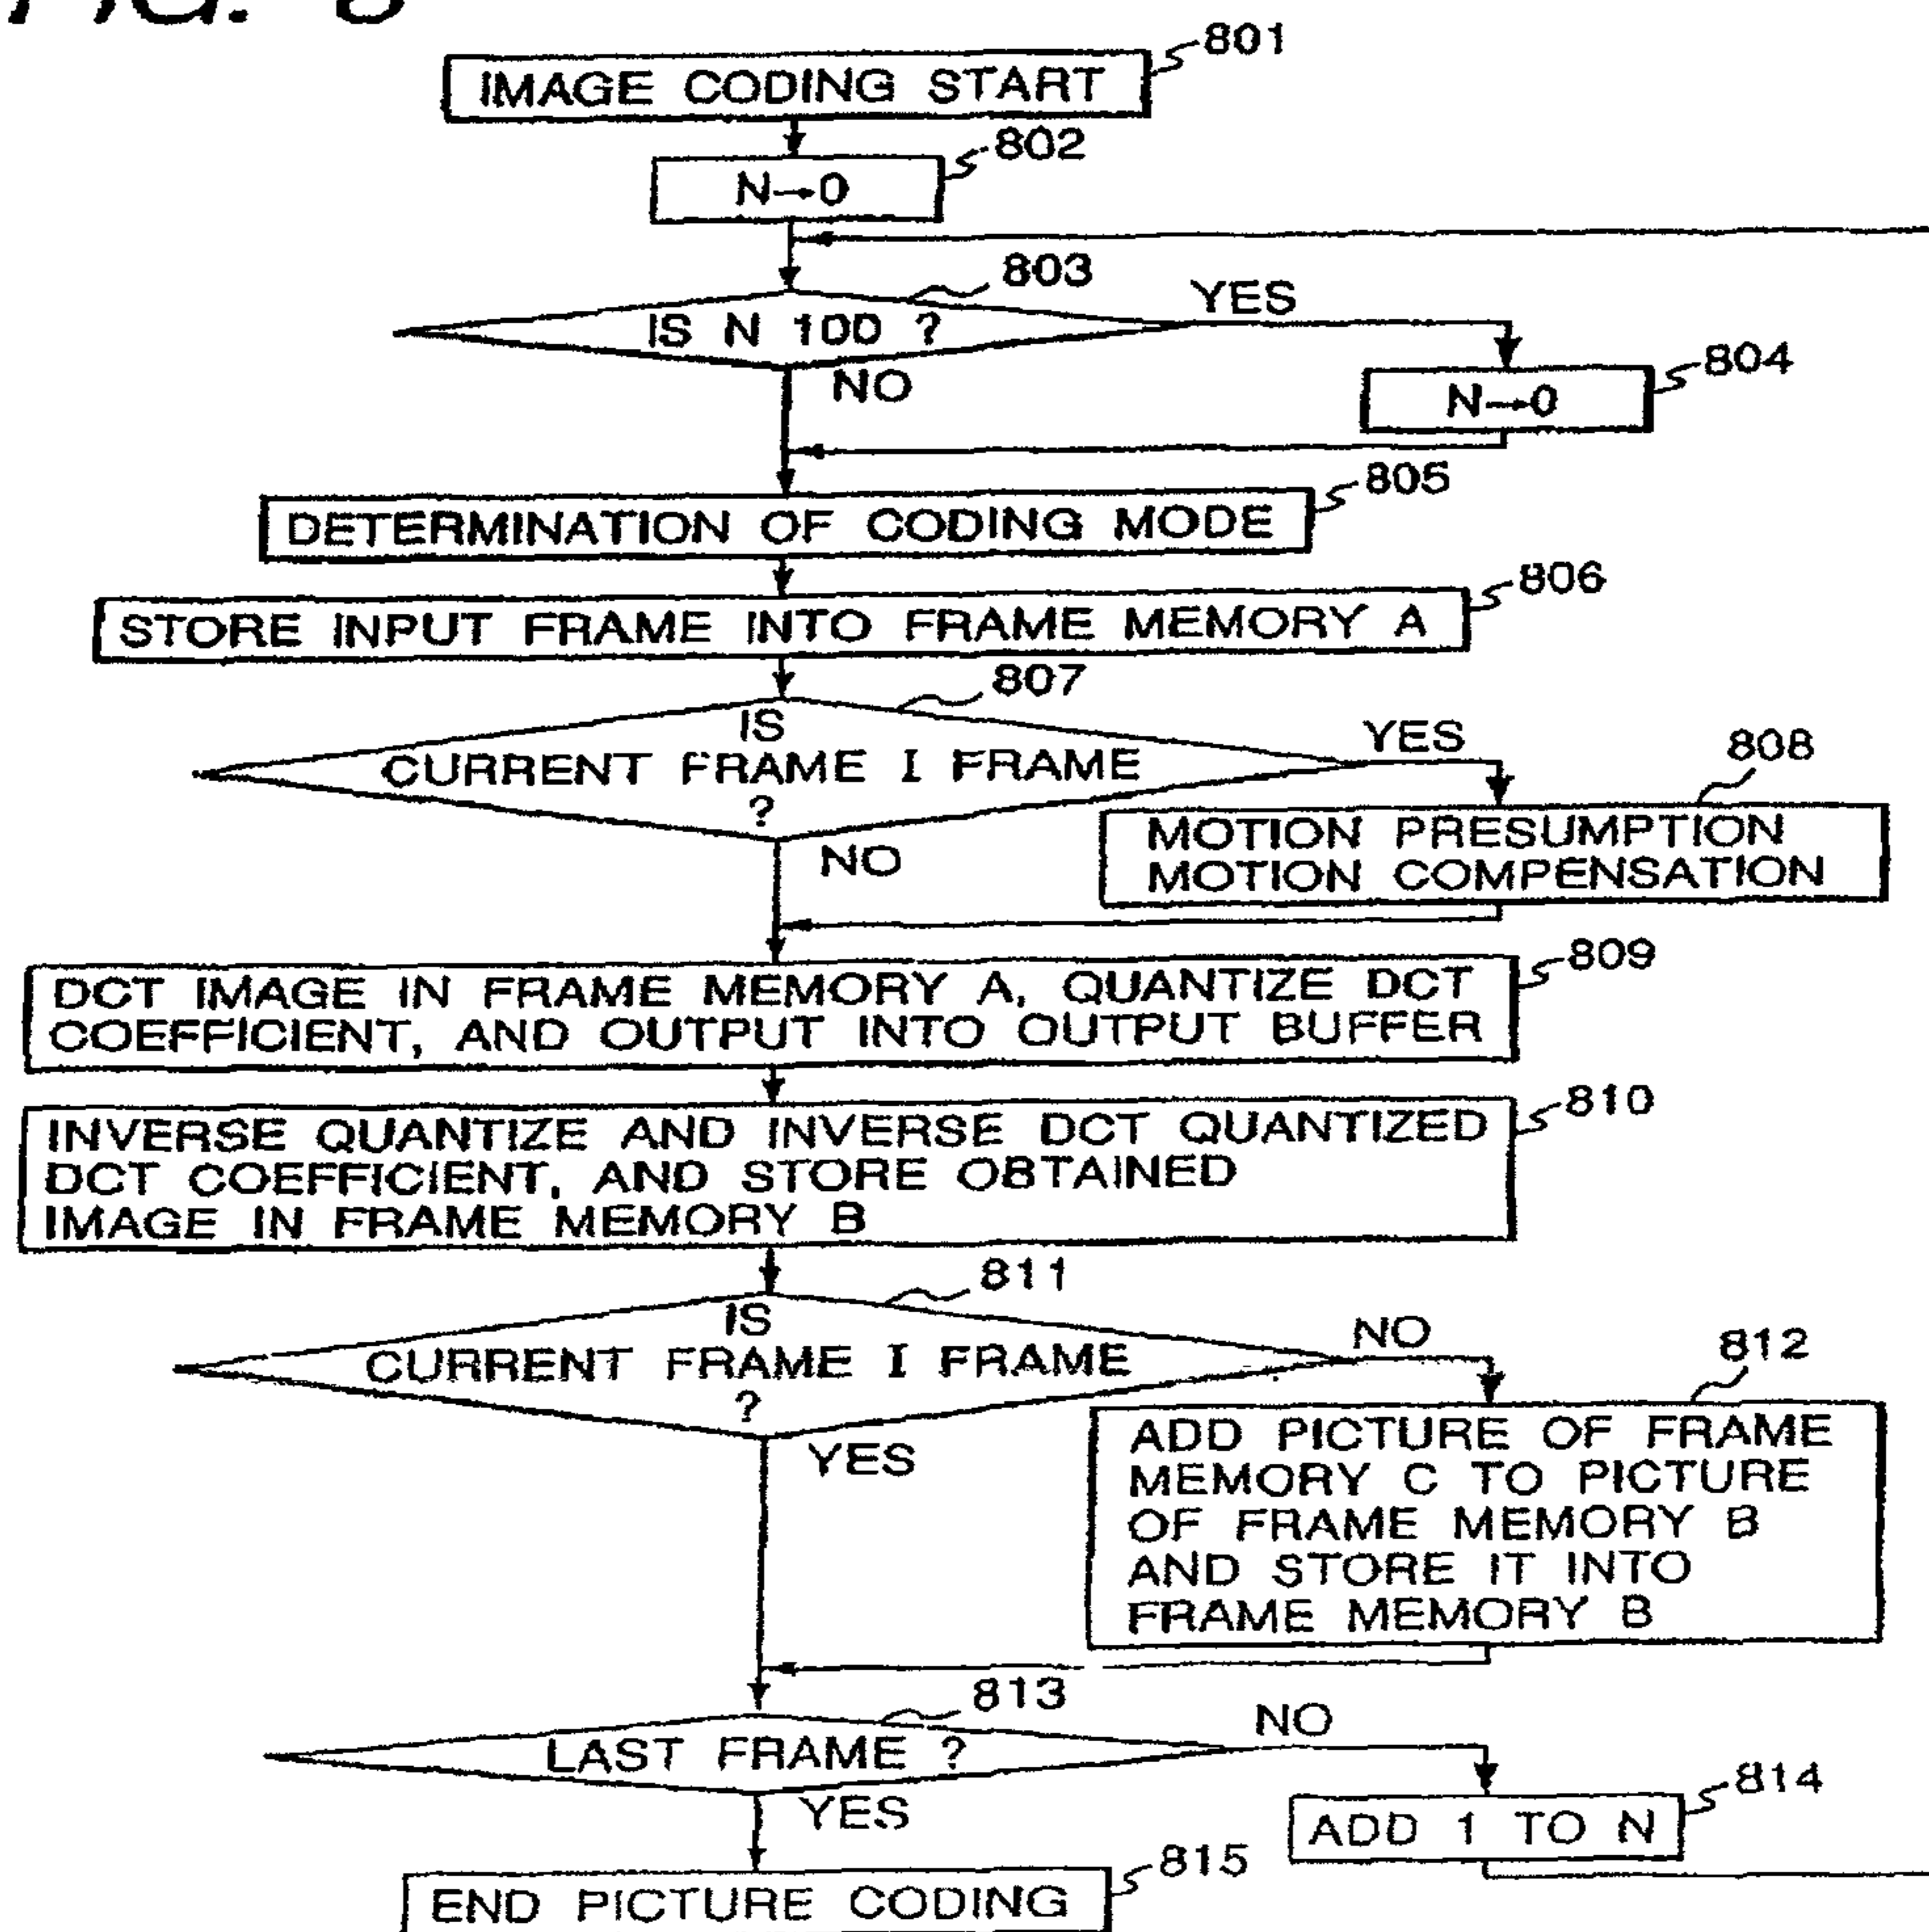 FIG. 8
801
IMAGE CODING START
802
N→0
803
IS N 100 ?
YES
NO
804
N→0
805
DETERMINATION OF CODING MODE
806
STORE INPUT FRAME INTO FRAME MEMORY A
807
IS
CURRENT FRAME I FRAME
?
YES
NO
808
MOTION PRESUMPTION
MOTION COMPENSATION
809
DCT IMAGE IN FRAME MEMORY A, QUANTIZE DCT
COEFFICIENT, AND OUTPUT INTO OUTPUT BUFFER
810
INVERSE QUANTIZE AND INVERSE DCT QUANTIZED
DCT COEFFICIENT, AND STORE OBTAINED
IMAGE IN FRAME MEMORY B
811
IS
CURRENT FRAME I FRAME
?
NO
YES
812
ADD PICTURE OF FRAME
MEMORY C TO PICTURE
OF FRAME MEMORY B
AND STORE IT INTO
FRAME MEMORY B
813
LAST FRAME ?
NO
YES
814
ADD 1 TO N
815
END PICTURE CODING